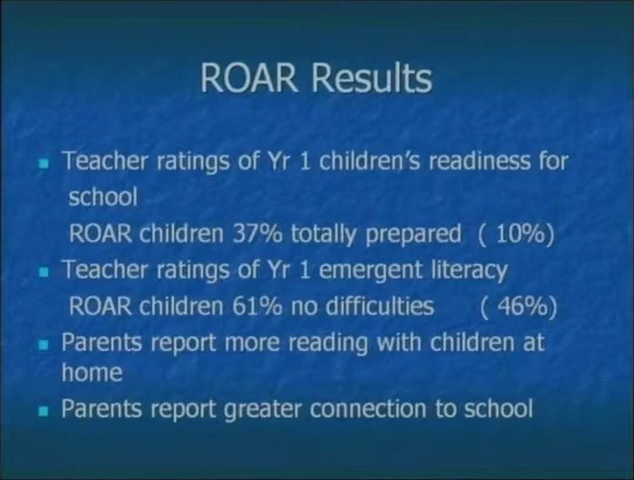 ROAR Results
Teacher ratings of Yr 1 children's readiness for
school
ROAR children 37% totally prepared ( 10%)
Teacher ratings of Yr 1 emergent literacy
ROAR children 61% no difficulties ( 46%)
Parents report more reading with children at
home
Parents report greater connection to school